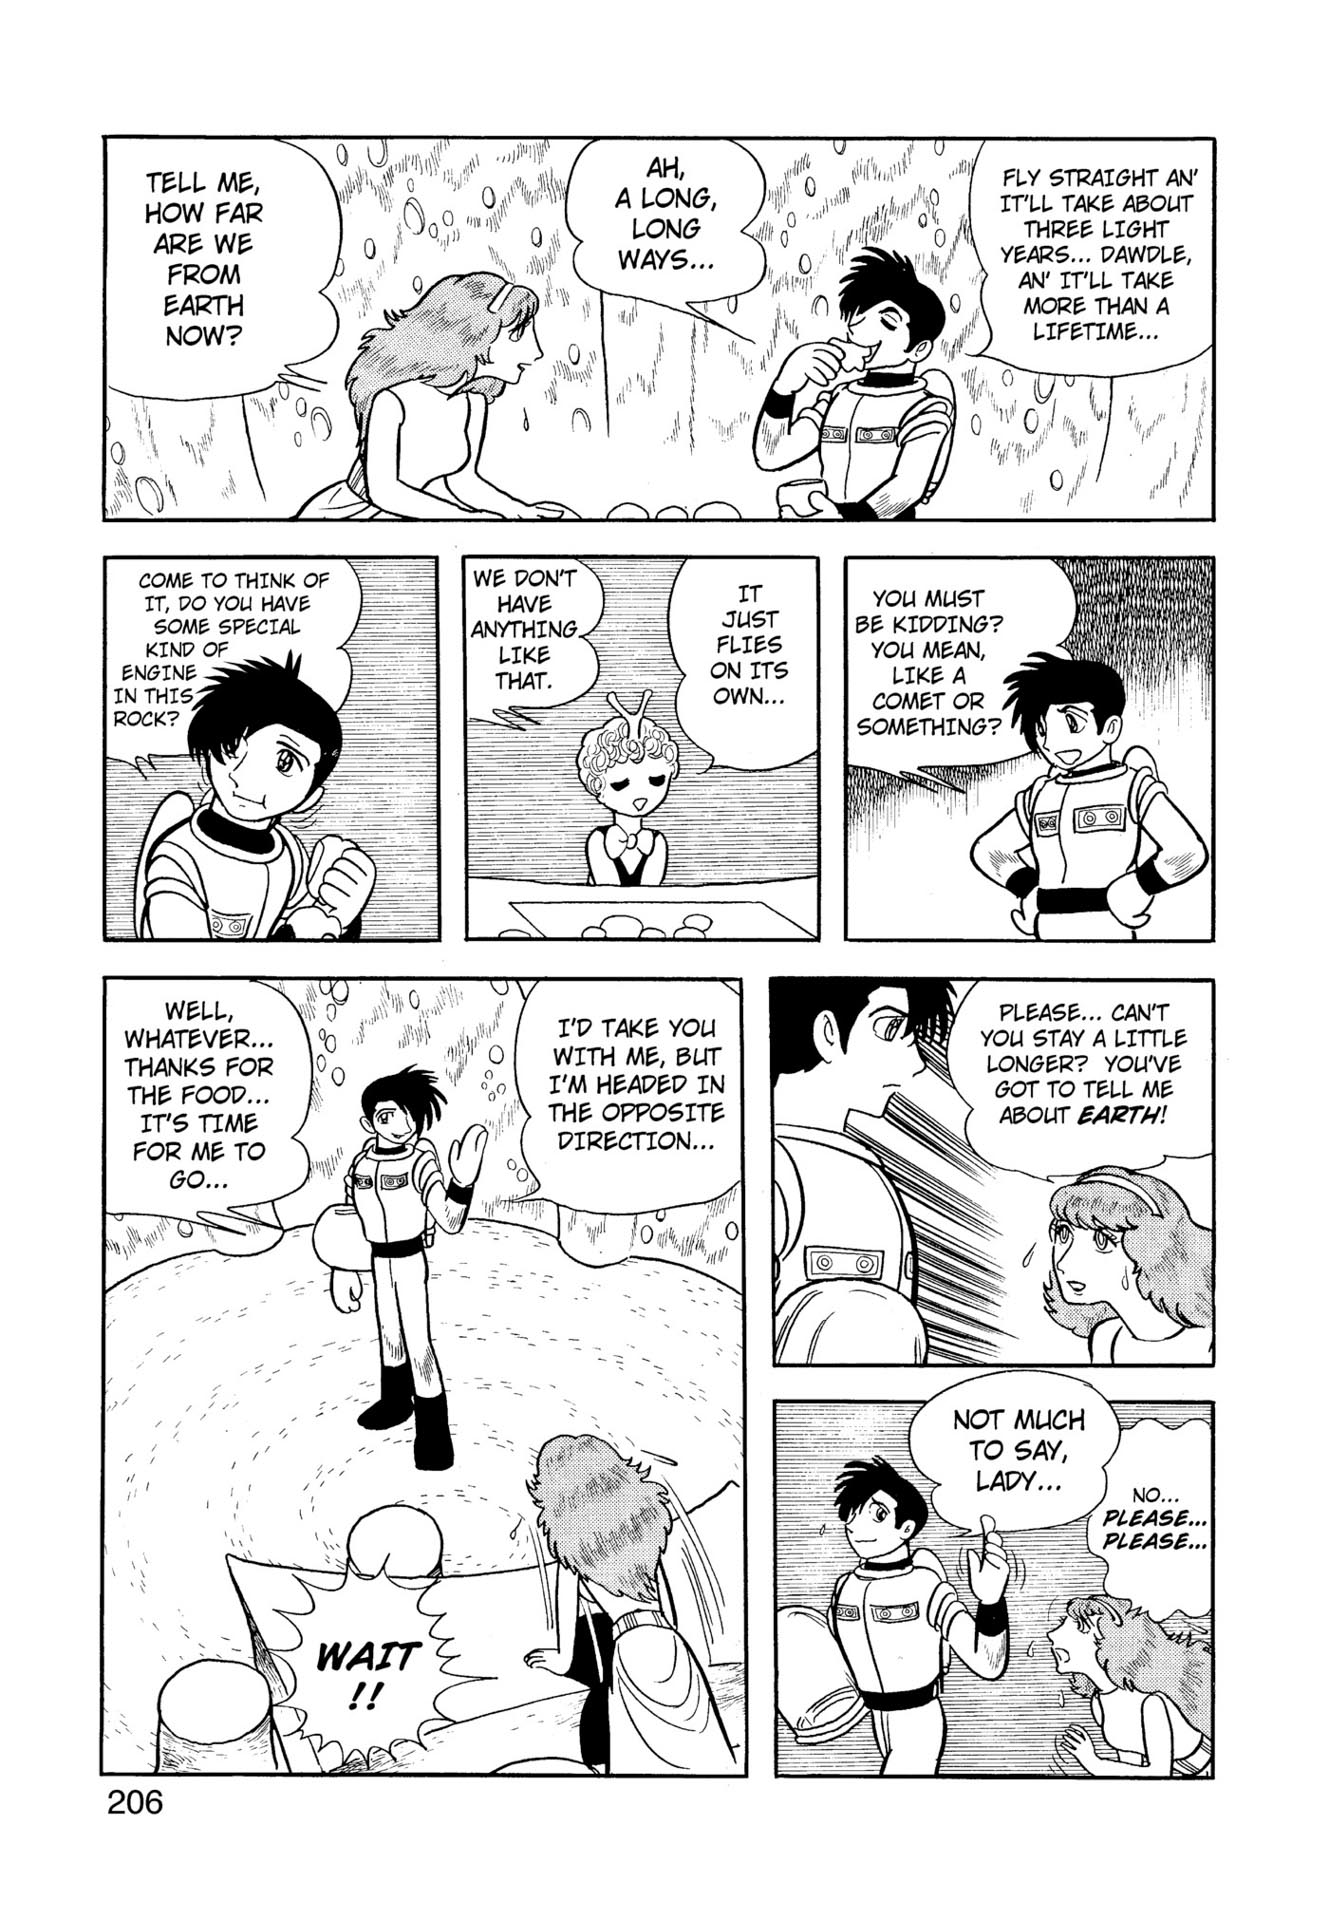 TELL ME,
HOW FAR
ARE WE
FROM
EARTH
NOW?
AH,
A LONG,
LONG
WAYS...
FLY STRAIGHT AN'
IT'LL TAKE ABOUT
THREE LIGHT
YEARS... DAWDLE,
AN' IT'LL TAKE
MORE THAN A
LIFETIME...
COME TO THINK OF
IT, DO YOU HAVE
SOME SPECIAL
KIND OF
ENGINE
IN THIS
ROCK?
WE DON'T
HAVE
ANYTHING
LIKE
THAT.
IT
JUST
FLIES
ON ITS
OWN...
YOU MUST
BE KIDDING?
YOU MEAN,
LIKE A
COMET OR
SOMETHING?
WELL,
WHATEVER...
THANKS FOR
THE FOOD...
IT'S TIME
FOR ME TO
GO...
I'D TAKE YOU
WITH ME, BUT
I'M HEADED IN
THE OPPOSITE
DIRECTION...
WAIT
!!
PLEASE... CAN'T
YOU STAY A LITTLE
LONGER? YOU'VE
GOT TO TELL ME
ABOUT EARTH!
NOT MUCH
TO SAY,
LADY...
NO...
PLEASE...
PLEASE...
206